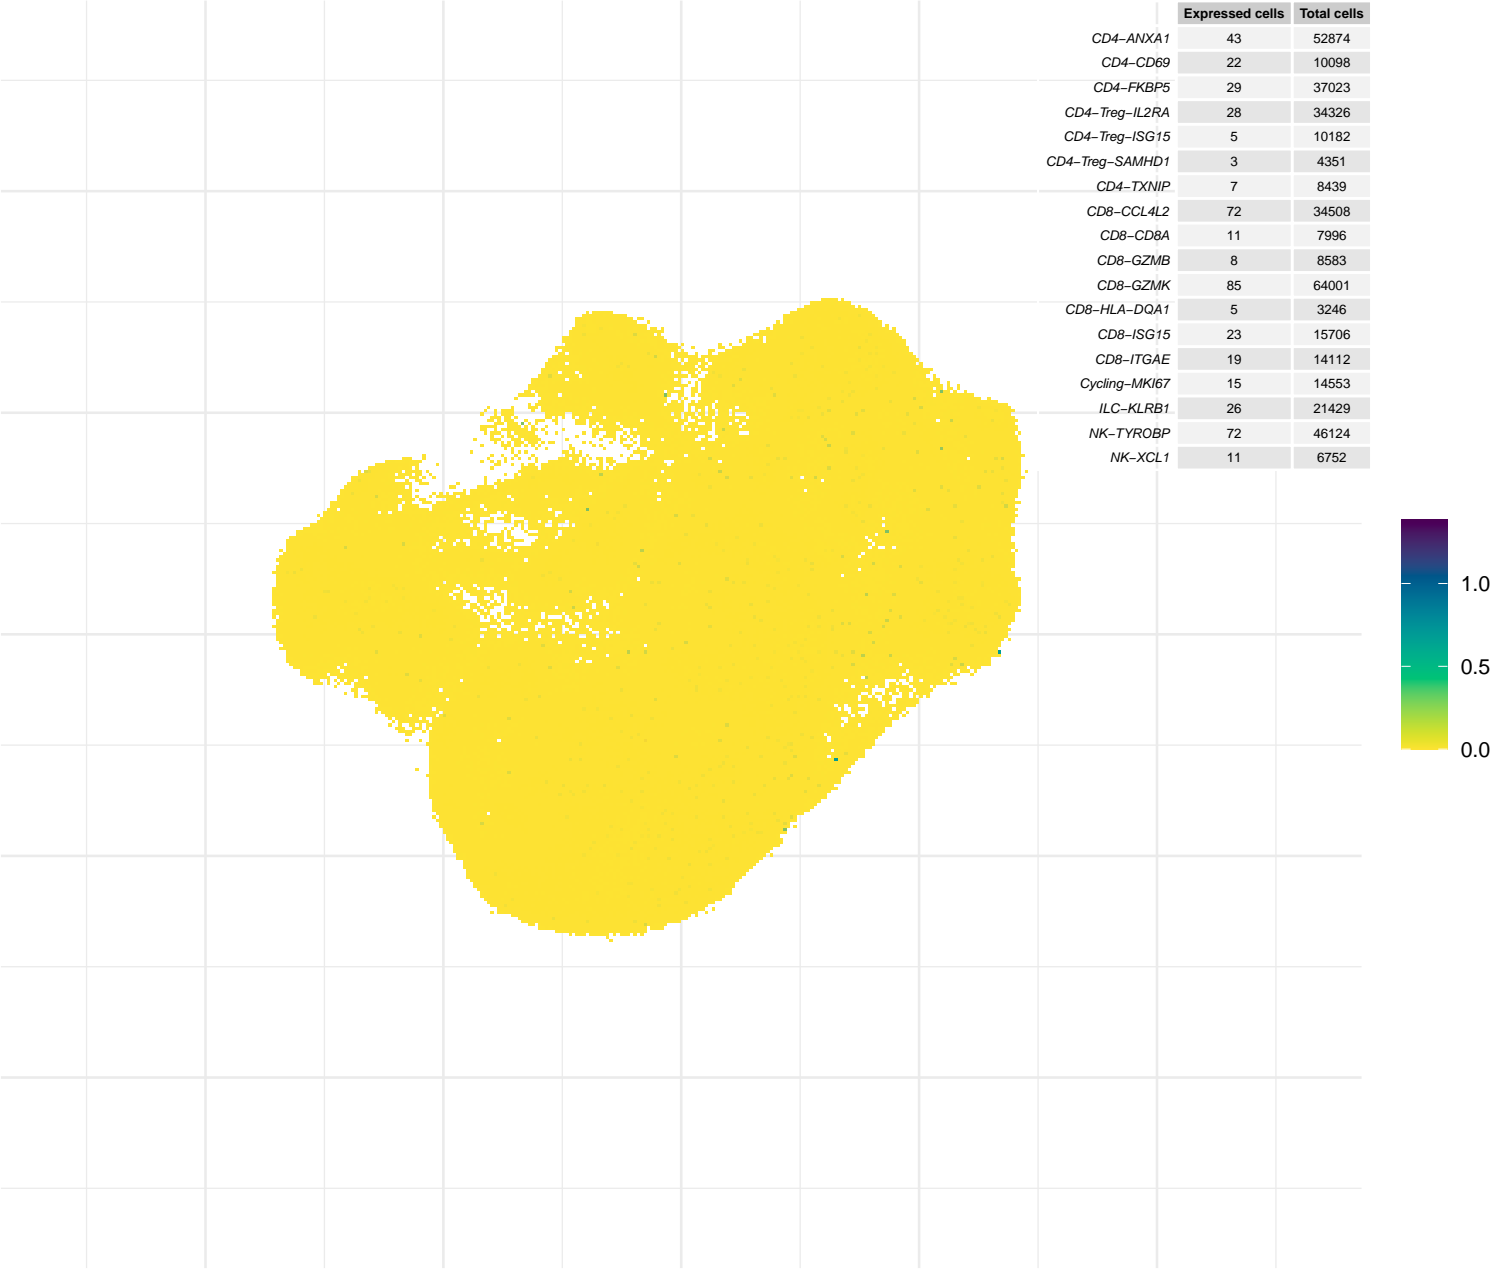 Expressed cells Total cells
CD4−ANXA1 43 52874
CD4−CD69 22 10098
CD4−FKBP5 29 37023
CD4−Treg−IL2RA 28 34326
CD4−Treg−ISG15 5 10182
CD4−Treg−SAMHD1 3 4351
CD4−TXNIP 7 8439
CD8−CCL4L2 72 34508
CD8−CD8A 11 7996
CD8−GZMB 8 8583
CD8−GZMK 85 64001
CD8−HLA−DQA1 5 3246
CD8−ISG15 23 15706
CD8−ITGAE 19 14112
Cycling−MKI67 15 14553
ILC−KLRB1 26 21429
NK−TYROBP 72 46124
NK−XCL1 11 6752
1.0
0.5
0.0